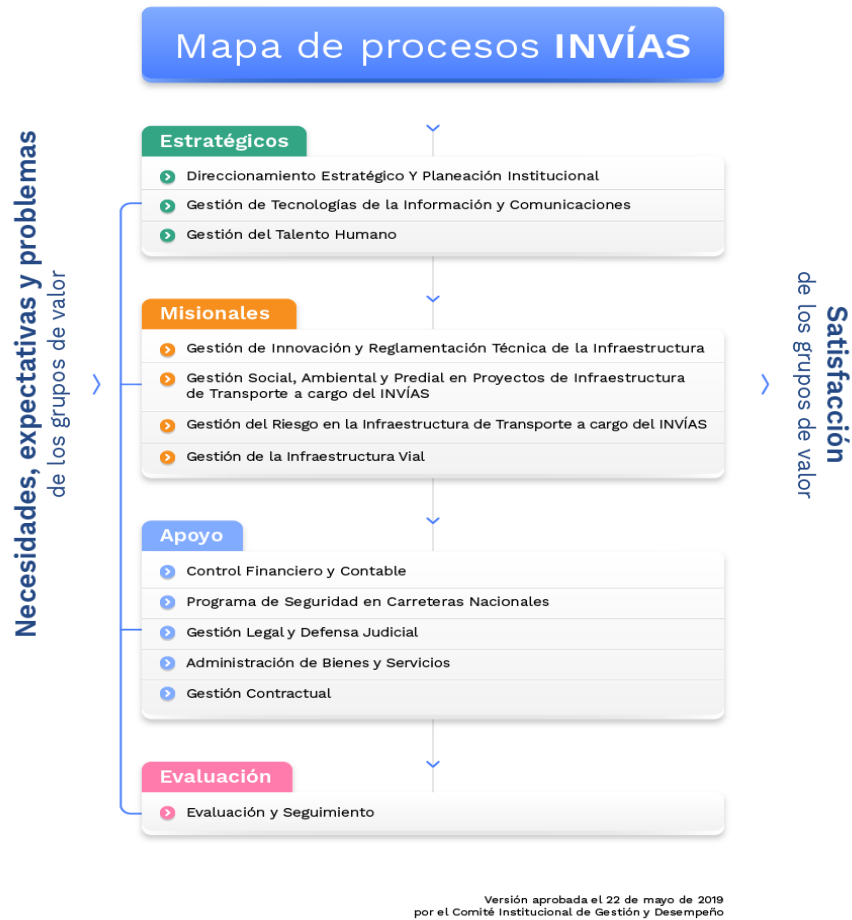 Mapa de procesos INVÍAS
Necesidades, expectativas y problemas
de los grupos de valor
Estratégicos
Direccionamiento Estratégico Y Planeación Institucional
Gestión de Tecnologías de la Información y Comunicaciones
Gestión del Talento Humano
Misionales
Gestión de Innovación y Reglamentación Técnica de la Infraestructura
Gestión Social, Ambiental y Predial en Proyectos de Infraestructura
de Transporte a cargo del INVÍAS
Gestión del Riesgo en la Infraestructura de Transporte a cargo del INVÍAS
Gestión de la Infraestructura Vial
Apoyo
Control Financiero y Contable
Programa de Seguridad en Carreteras Nacionales
Gestión Legal y Defensa Judicial
Administración de Bienes y Servicios
Gestión Contractual
Evaluación
Evaluación y Seguimiento
Satisfacción
de los grupos de valor
Versión aprobada el 22 de mayo de 2019
por el Comité Institucional de Gestión y Desempeño